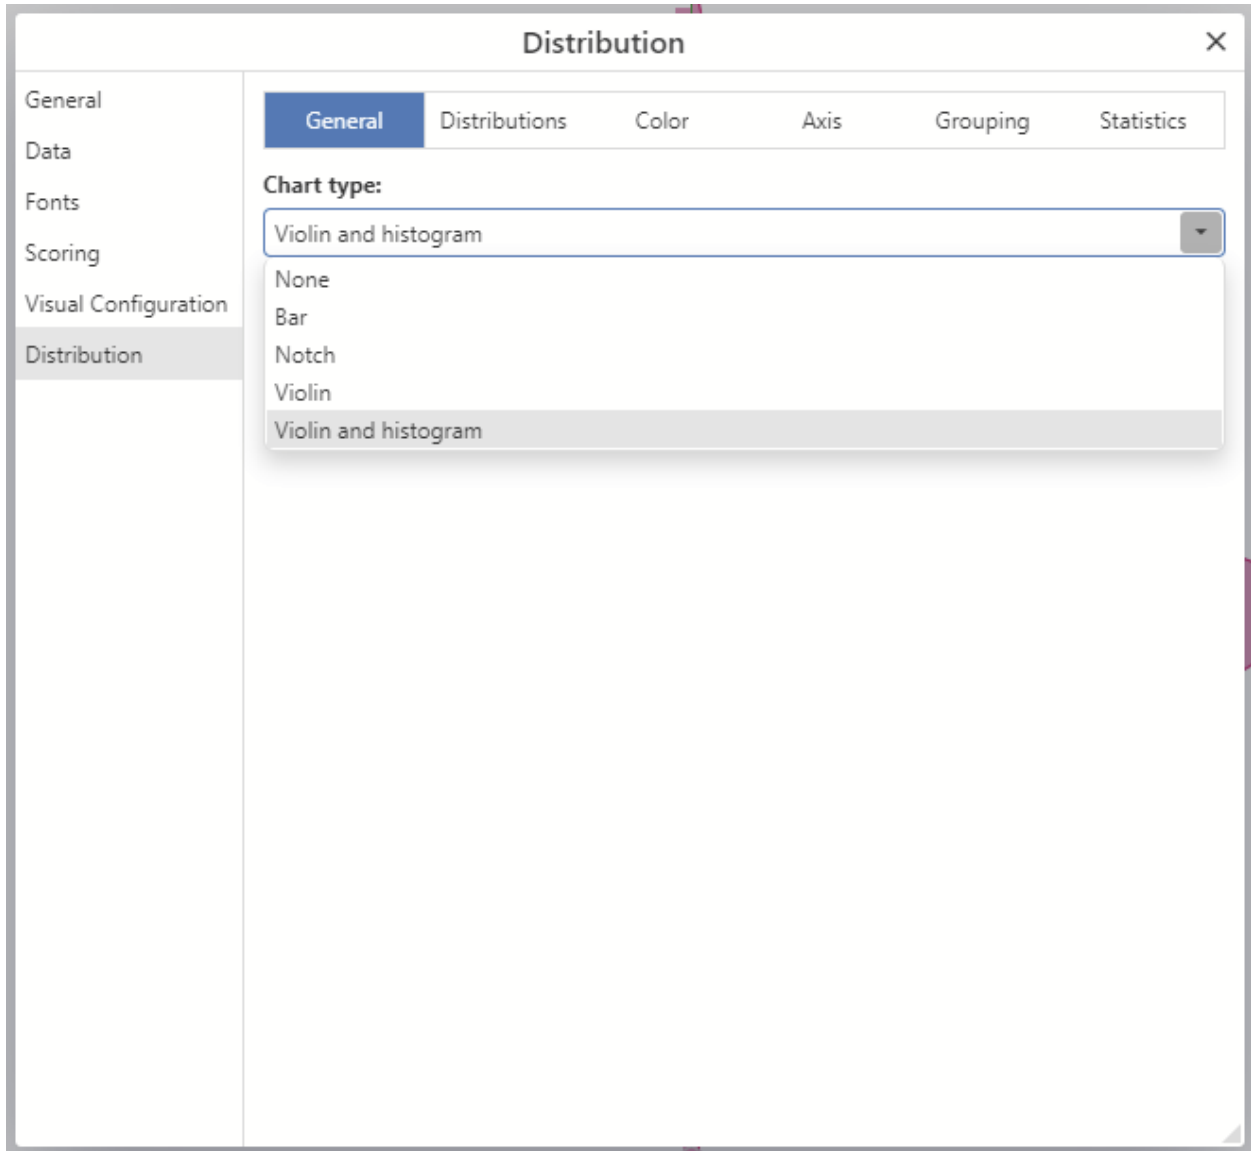 Distribution
General
Data
Fonts
Scoring
Visual Configuration
Distribution
General Distributions Color Axis Grouping Statistics
Chart type:
Violin and histogram
None
Bar
Notch
Violin
Violin and histogram